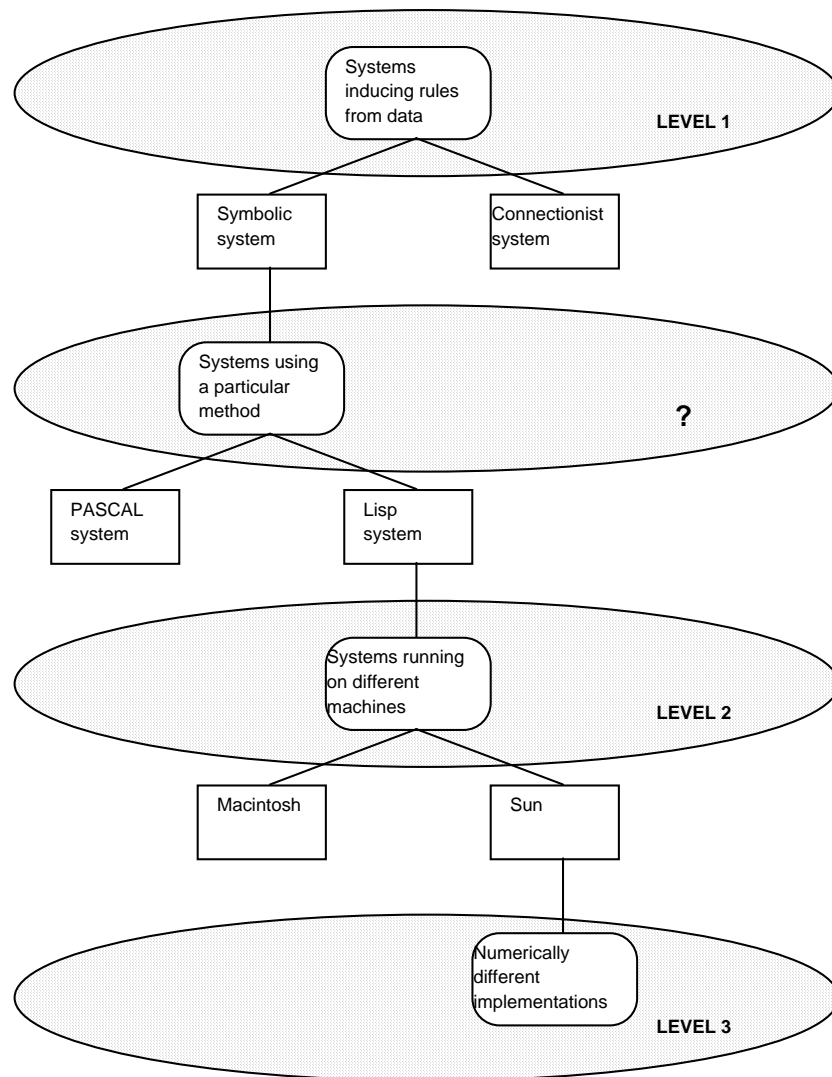 Systems
inducing rules
from data
LEVEL 1
Symbolic
system
Connectionist
system
Systems using
a particular
method
?
PASCAL
system
Lisp
system
Systems running
on different
machines
LEVEL 2
Macintosh
Sun
Numerically
different
implementations
LEVEL 3